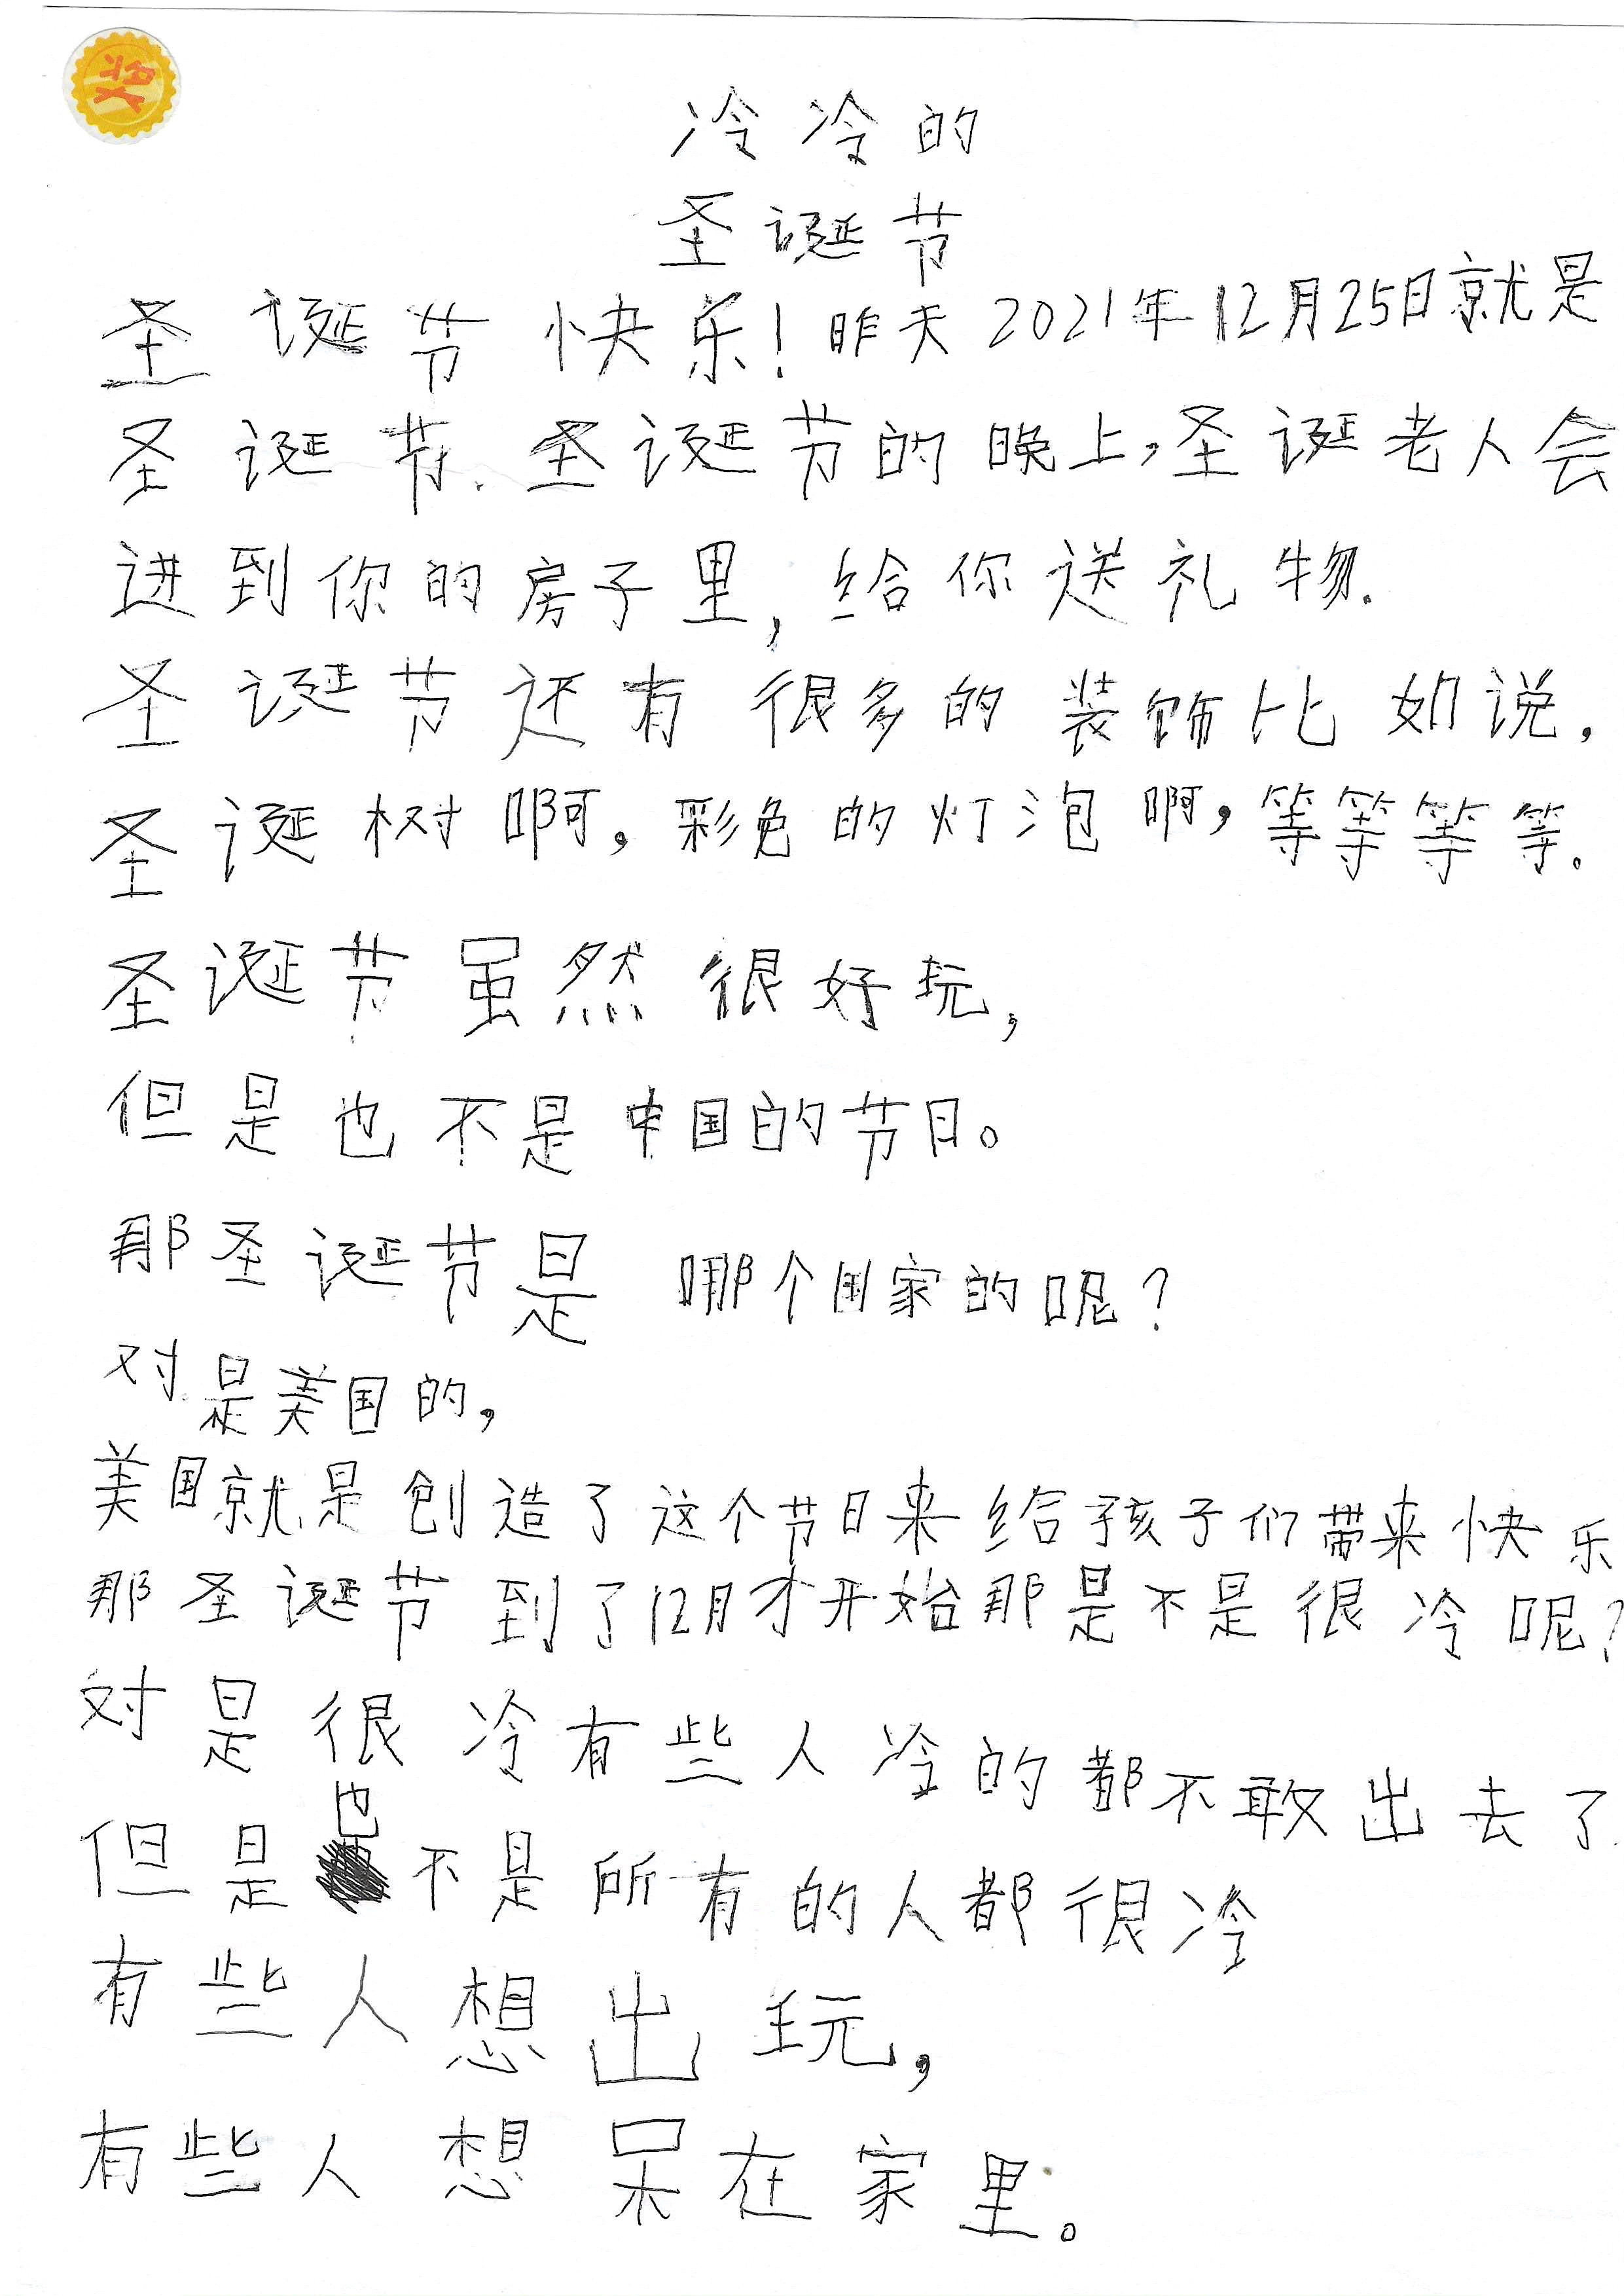 奖
冷冷的
圣诞节
圣诞节快乐！昨天2021年12月25日就是
圣诞节.圣诞节的晚上，圣诞老人会
进到你的房子里，给你送礼物.
圣诞节还有很多的装饰比如说，
圣诞树啊，彩色的灯泡啊，等等等等。
圣诞节虽然很好玩，
但是也不是中国的节日。
那圣诞节是哪个国家的呢？
对是美国的，
美国就是创造了这个节日来给孩子们带来快乐
那圣诞节到了12月才开始那是不是很冷呢？
对是很冷有些人冷的都不敢出去了
但是也不是所有的人都很冷
有些人想出玩，
有些人想呆在家里。